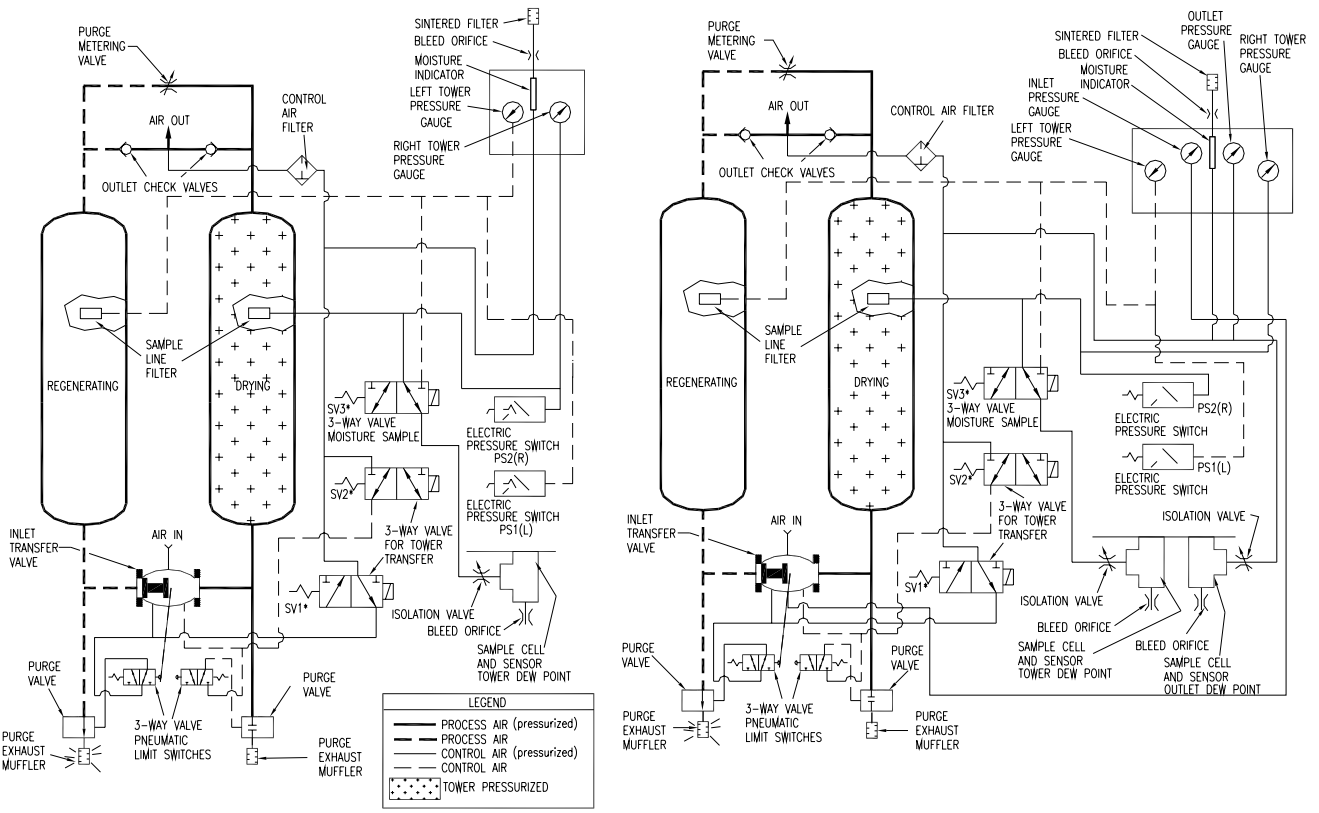 SINTERED FILTER
BLEED ORIFICE
MOISTURE
INDICATOR
LEFT TOWER
PRESSURE
GAUGE
RIGHT TOWER
PRESSURE
GAUGE
PURGE
METERING
VALVE
CONTROL
AIR
FILTER
AIR OUT
OUTLET CHECK VALVES
SAMPLE
LINE
FILTER
REGENERATING
DRYING
SV3*
3-WAY VALVE
MOISTURE SAMPLE
ELECTRIC
PRESSURE SWITCH
PS2(R)
SV2*
ELECTRIC
PRESSURE SWITCH
PS1(L)
3-WAY VALVE
FOR TOWER
TRANSFER
INLET
TRANSFER
VALVE
AIR IN
SV1*
ISOLATION VALVE
BLEED ORIFICE
SAMPLE CELL
AND SENSOR
TOWER DEW POINT
PURGE
VALVE
PURGE
VALVE
3-WAY VALVE
PNEUMATIC
LIMIT SWITCHES
PURGE
EXHAUST
MUFFLER
PURGE
EXHAUST
MUFFLER
LEGEND
PROCESS AIR (pressurized)
PROCESS AIR
CONTROL AIR (pressurized)
CONTROL AIR
TOWER PRESSURIZED
PURGE
METERING
VALVE
OUTLET
PRESSURE
GAUGE
SINTERED FILTER
BLEED ORIFICE
MOISTURE
INDICATOR
RIGHT TOWER
PRESSURE
GAUGE
INLET
PRESSURE
GAUGE
LEFT TOWER
PRESSURE
GAUGE
CONTROL AIR FILTER
AIR OUT
OUTLET CHECK VALVES
SAMPLE
LINE
FILTER
REGENERATING
DRYING
SV3*
3-WAY VALVE
MOISTURE SAMPLE
PS2(R)
ELECTRIC
PRESSURE SWITCH
SV2*
PS1(L)
ELECTRIC
PRESSURE SWITCH
3-WAY VALVE
FOR TOWER
TRANSFER
ISOLATION VALVE
INLET
TRANSFER
VALVE
AIR IN
SV1*
ISOLATION VALVE
BLEED ORIFICE
BLEED ORIFICE
SAMPLE CELL
AND SENSOR
TOWER DEW POINT
SAMPLE CELL
AND SENSOR
OUTLET DEW POINT
PURGE
VALVE
PURGE
VALVE
PURGE
EXHAUST
MUFFLER
3-WAY VALVE
PNEUMATIC
LIMIT SWITCHES
PURGE
EXHAUST
MUFFLER